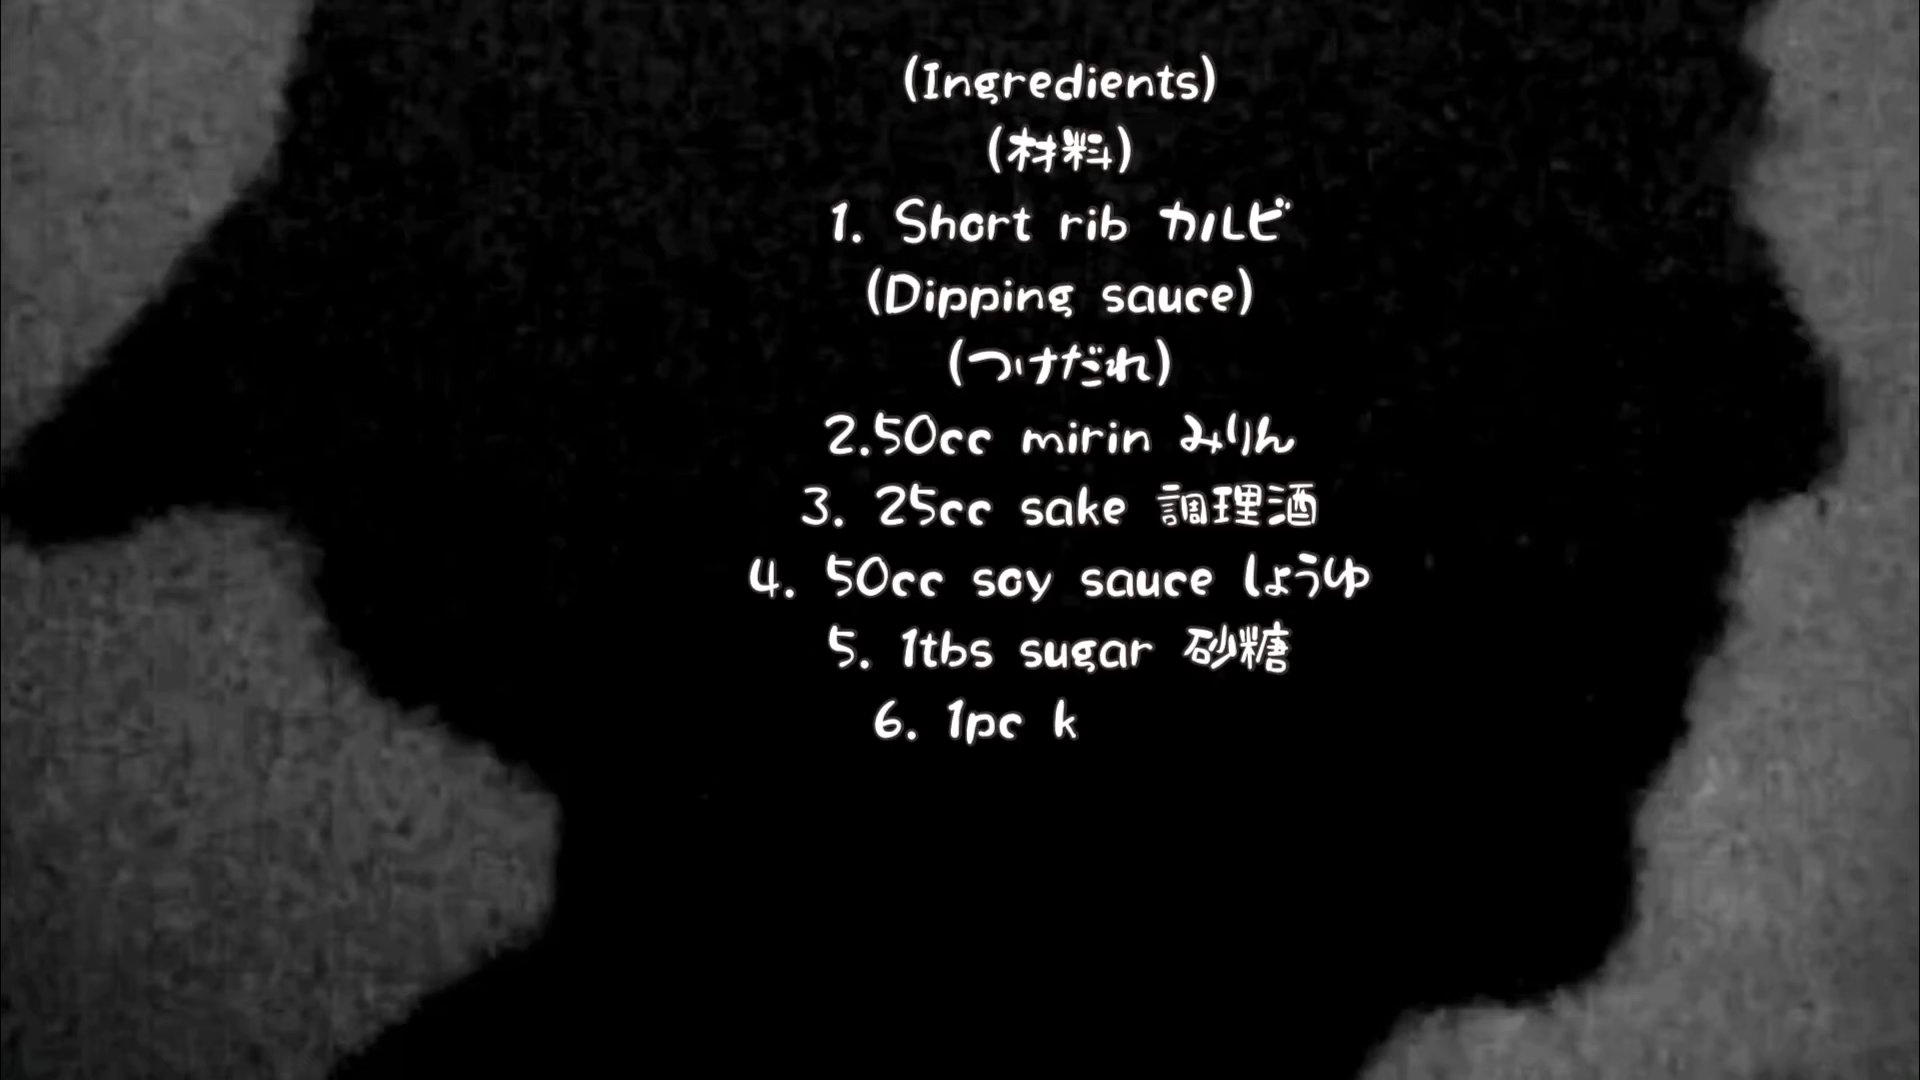 (Ingredients)
(材料)
1. Short rib カルビ
(Dipping sauce)
(つけだれ)
2.50cc mirin みりん
3. 25cc sake 調理酒
4. 50cc soy sauce しょうゆ
5. 1tbs sugar 砂糖
6. 1pc k